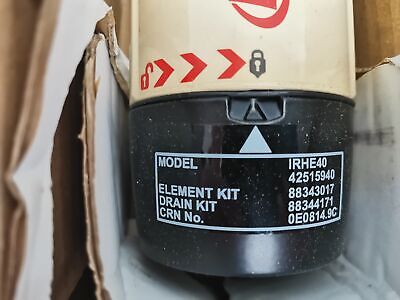 MODEL IRHE40
42515940
ELEMENT KIT 88343017
DRAIN KIT 88344171
CRN No. 0E0814.9C